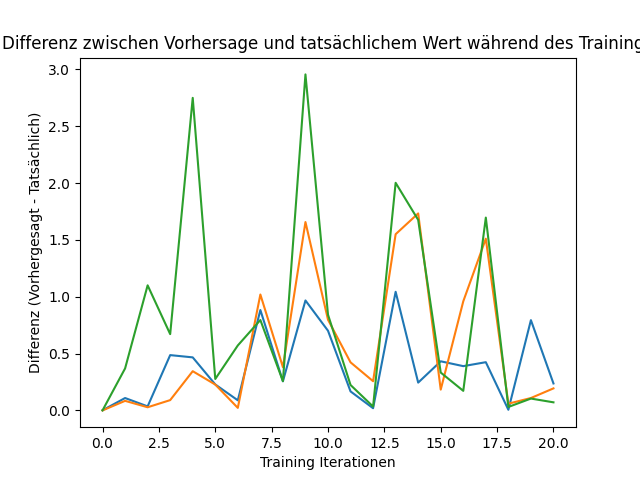 Differenz zwischen Vorhersage und tatsächlichem Wert während des Training
3.0
2.5
2.0
1.5
1.0
0.5
0.0
Differenz (Vorhergesagt - Tatsächlich)
0.0 2.5 5.0 7.5 10.0 12.5 15.0 17.5 20.0
Training Iterationen